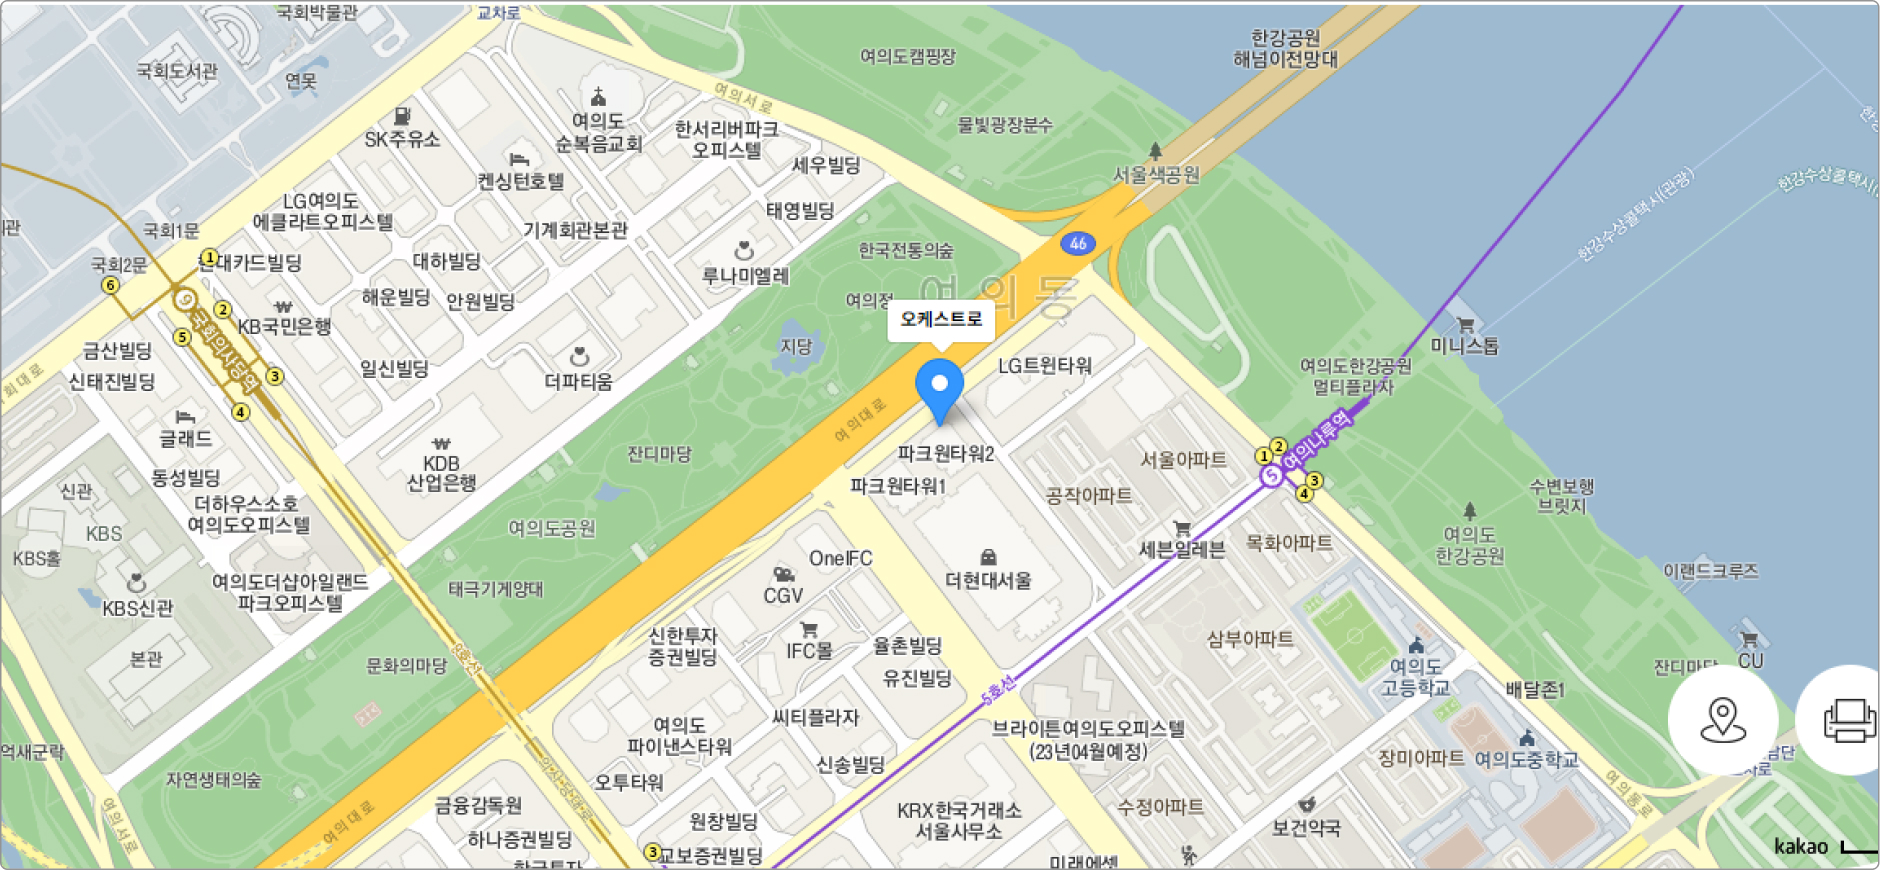 국회박물관
교차로
국회도서관
연못
여의도캠핑장
한강공원
해넘이전망대
여의서로
SK주유소
여의도
순복음교회
한서리버파크
오피스텔
물빛광장분수
세우빌딩
켄싱턴호텔
서울색공원
LG여의도
에클라트오피스텔
태영빌딩
기계회관본관
한강수상콜택시(관광)
한강수상콜택시(
국회1문
국회2문
1
현대카드빌딩
대하빌딩
한국전통의숲
46
루나미엘레
6
9
국회의사당역
2
해운빌딩
안원빌딩
여의정
여의동
KB국민은행
5
오케스트로
금산빌딩
지당
미니스톱
신태진빌딩
3
일신빌딩
더파티움
LG트윈타워
여의도한강공원
멀티플라자
4
글래드
여의대로
여의나루역
KDB
산업은행
잔디마당
파크원타워2
서울아파트
1
2
5
3
4
동성빌딩
신관
파크원타워1
공작아파트
수변보행
브릿지
더하우스소호
여의도오피스텔
KBS
여의도공원
KBS홀
OneIFC
세븐일레븐
목화아파트
여의도
한강공원
더현대서울
이랜드크루즈
여의도더샵아일랜드
파크오피스텔
태극기게양대
CGV
KBS신관
신한투자
증권빌딩
IFC몰
율촌빌딩
삼부아파트
본관
문화의마당
9호선
유진빌딩
5호선
여의도
고등학교
잔디마당
CU
배달존1
여의도
파이낸스타워
씨티플라자
브라이튼여의도오피스텔
(23년04월예정)
억새군락
자연생태의숲
오투타워
신송빌딩
장미아파트
여의도중학교
의사당대로
여의동로
여의서로
여의대로
금융감독원
원창빌딩
KRX한국거래소
서울사무소
수정아파트
보건약국
하나증권빌딩
3
교보증권빌딩
한국투자
미래에셋
kakao